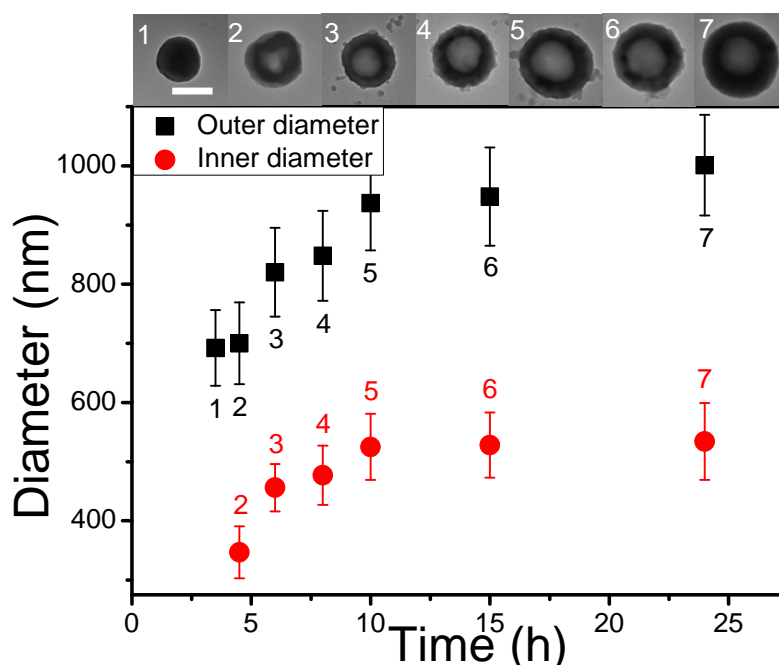 1 2 3 4 5 6 7
Outer diameter
Inner diameter
1000
800
600
400
Diameter (nm)
1 2 3 4 5 6 7
2 3 4 5 6 7
0 5 10 15 20 25
Time (h)